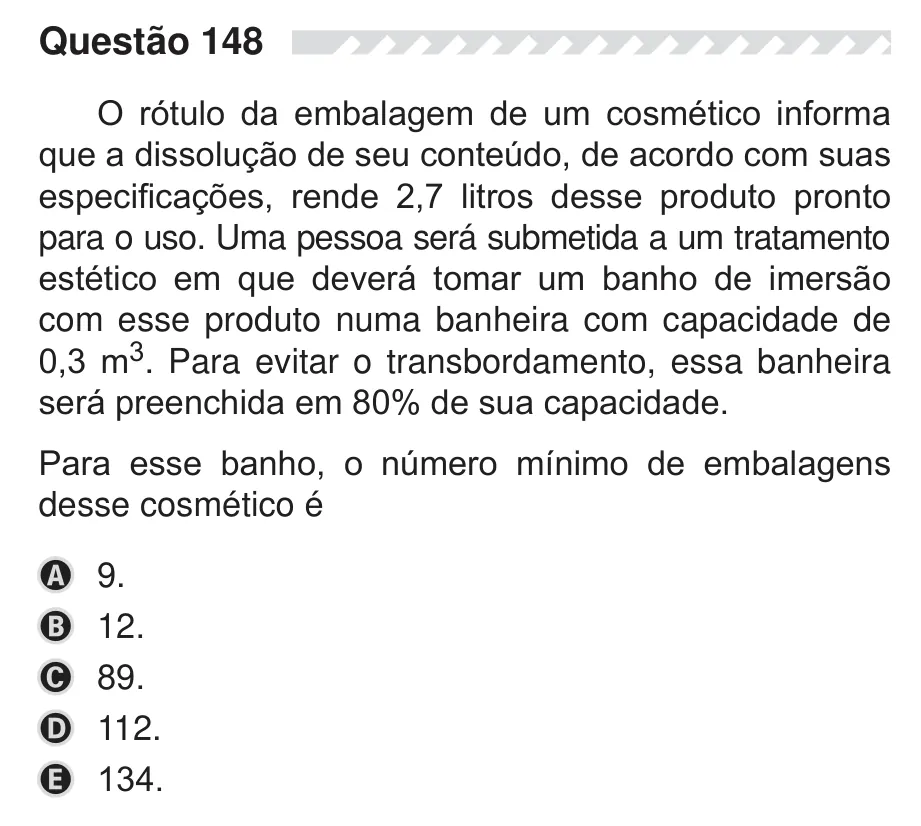 Questão 148
O rótulo da embalagem de um cosmético informa
que a dissolução de seu conteúdo, de acordo com suas
especificações, rende 2,7 litros desse produto pronto
para o uso. Uma pessoa será submetida a um tratamento
estético em que deverá tomar um banho de imersão
com esse produto numa banheira com capacidade de
0,3 m³. Para evitar o transbordamento, essa banheira
será preenchida em 80% de sua capacidade.
Para esse banho, o número mínimo de embalagens
desse cosmético é
A 9.
B 12.
C 89.
D 112.
E 134.